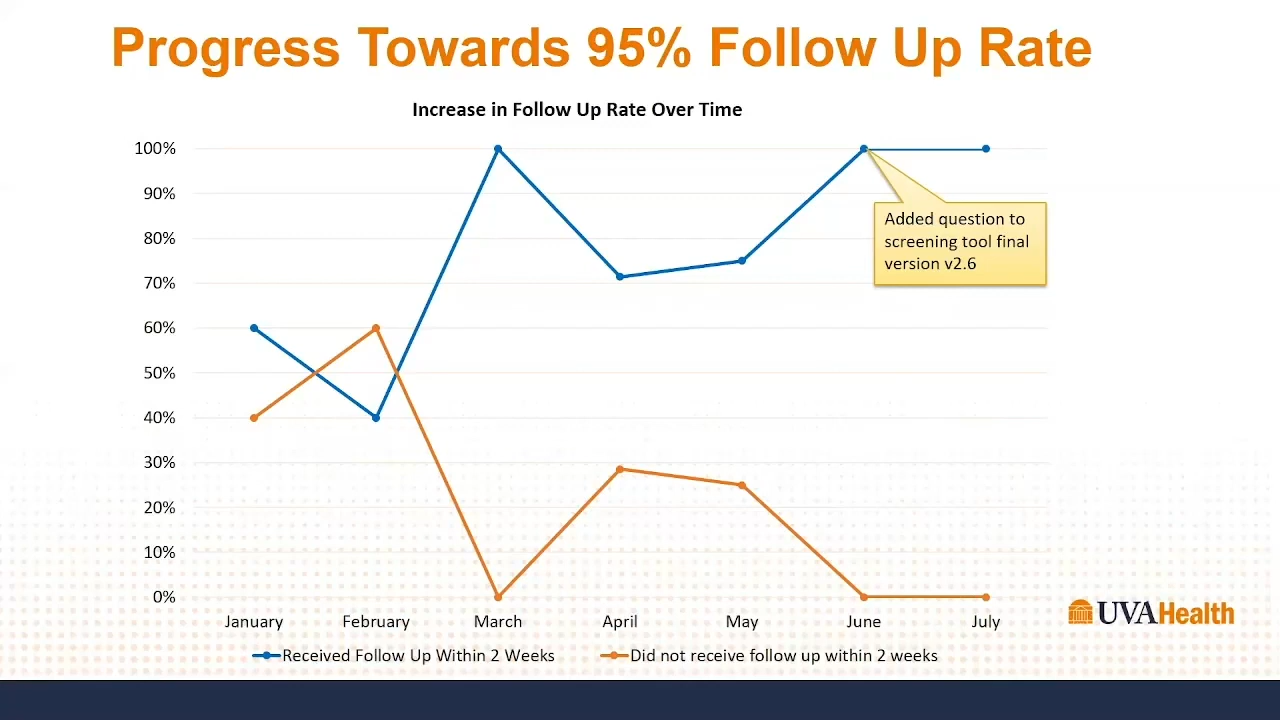 Progress Towards 95% Follow Up Rate
Increase in Follow Up Rate Over Time
100%
90%
80%
70%
60%
50%
40%
30%
20%
10%
0%
Added question to
screening tool final
version v2.6
January February March April May June July
Received Follow Up Within 2 Weeks Did not receive follow up within 2 weeks
UVAHealth